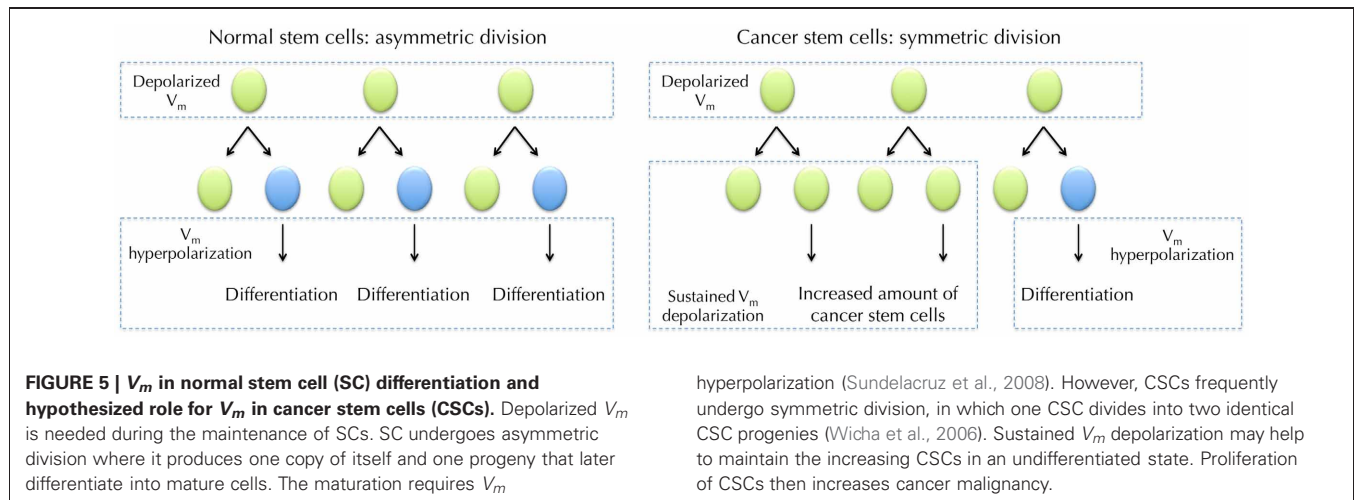 Normal stem cells: asymmetric division
Depolarized
Vm
Vm
hyperpolarization
Differentiation Differentiation Differentiation
Cancer stem cells: symmetric division
Depolarized
Vm
Sustained Vm
depolarization
Increased amount of
cancer stem cells
Vm
hyperpolarization
Differentiation
FIGURE 5 | Vm in normal stem cell (SC) differentiation and
hypothesized role for Vm in cancer stem cells (CSCs). Depolarized Vm
is needed during the maintenance of SCs. SC undergoes asymmetric
division where it produces one copy of itself and one progeny that later
differentiate into mature cells. The maturation requires Vm
hyperpolarization (Sundelacruz et al., 2008). However, CSCs frequently
undergo symmetric division, in which one CSC divides into two identical
CSC progenies (Wicha et al., 2006). Sustained Vm depolarization may help
to maintain the increasing CSCs in an undifferentiated state. Proliferation
of CSCs then increases cancer malignancy.